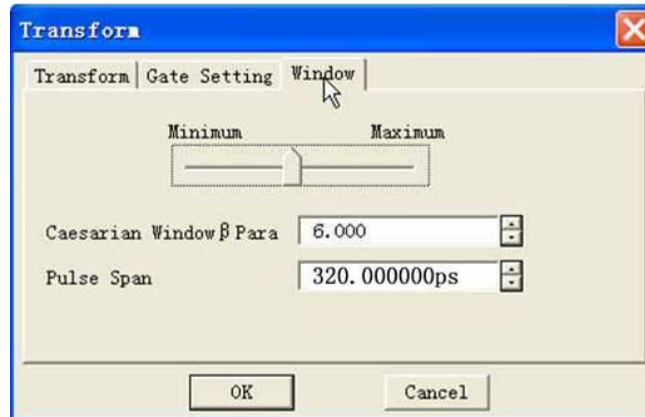 Transform
Transform Gate Setting Window
Minimum Maximum
Caesarian Window β Para 6.000
Pulse Span 320.000000ps
OK Cancel